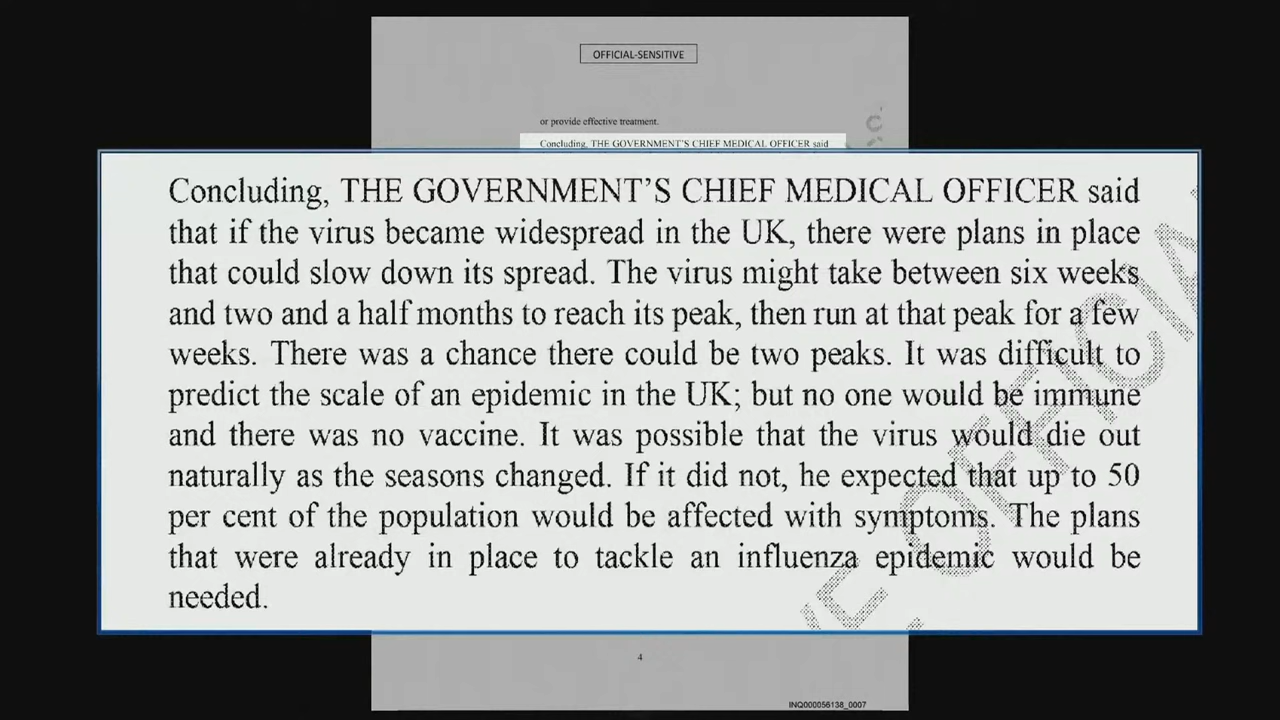 OFFICIAL-SENSITIVE
or provide effective treatment.
Concluding, THE GOVERNMENT'S CHIEF MEDICAL OFFICER said
Concluding, THE GOVERNMENT'S CHIEF MEDICAL OFFICER said
that if the virus became widespread in the UK, there were plans in place
that could slow down its spread. The virus might take between six weeks
and two and a half months to reach its peak, then run at that peak for a few
weeks. There was a chance there could be two peaks. It was difficult to
predict the scale of an epidemic in the UK; but no one would be immune
and there was no vaccine. It was possible that the virus would die out
naturally as the seasons changed. If it did not, he expected that up to 50
per cent of the population would be affected with symptoms. The plans
that were already in place to tackle an influenza epidemic would be
needed.
4
INQ000056138_0007